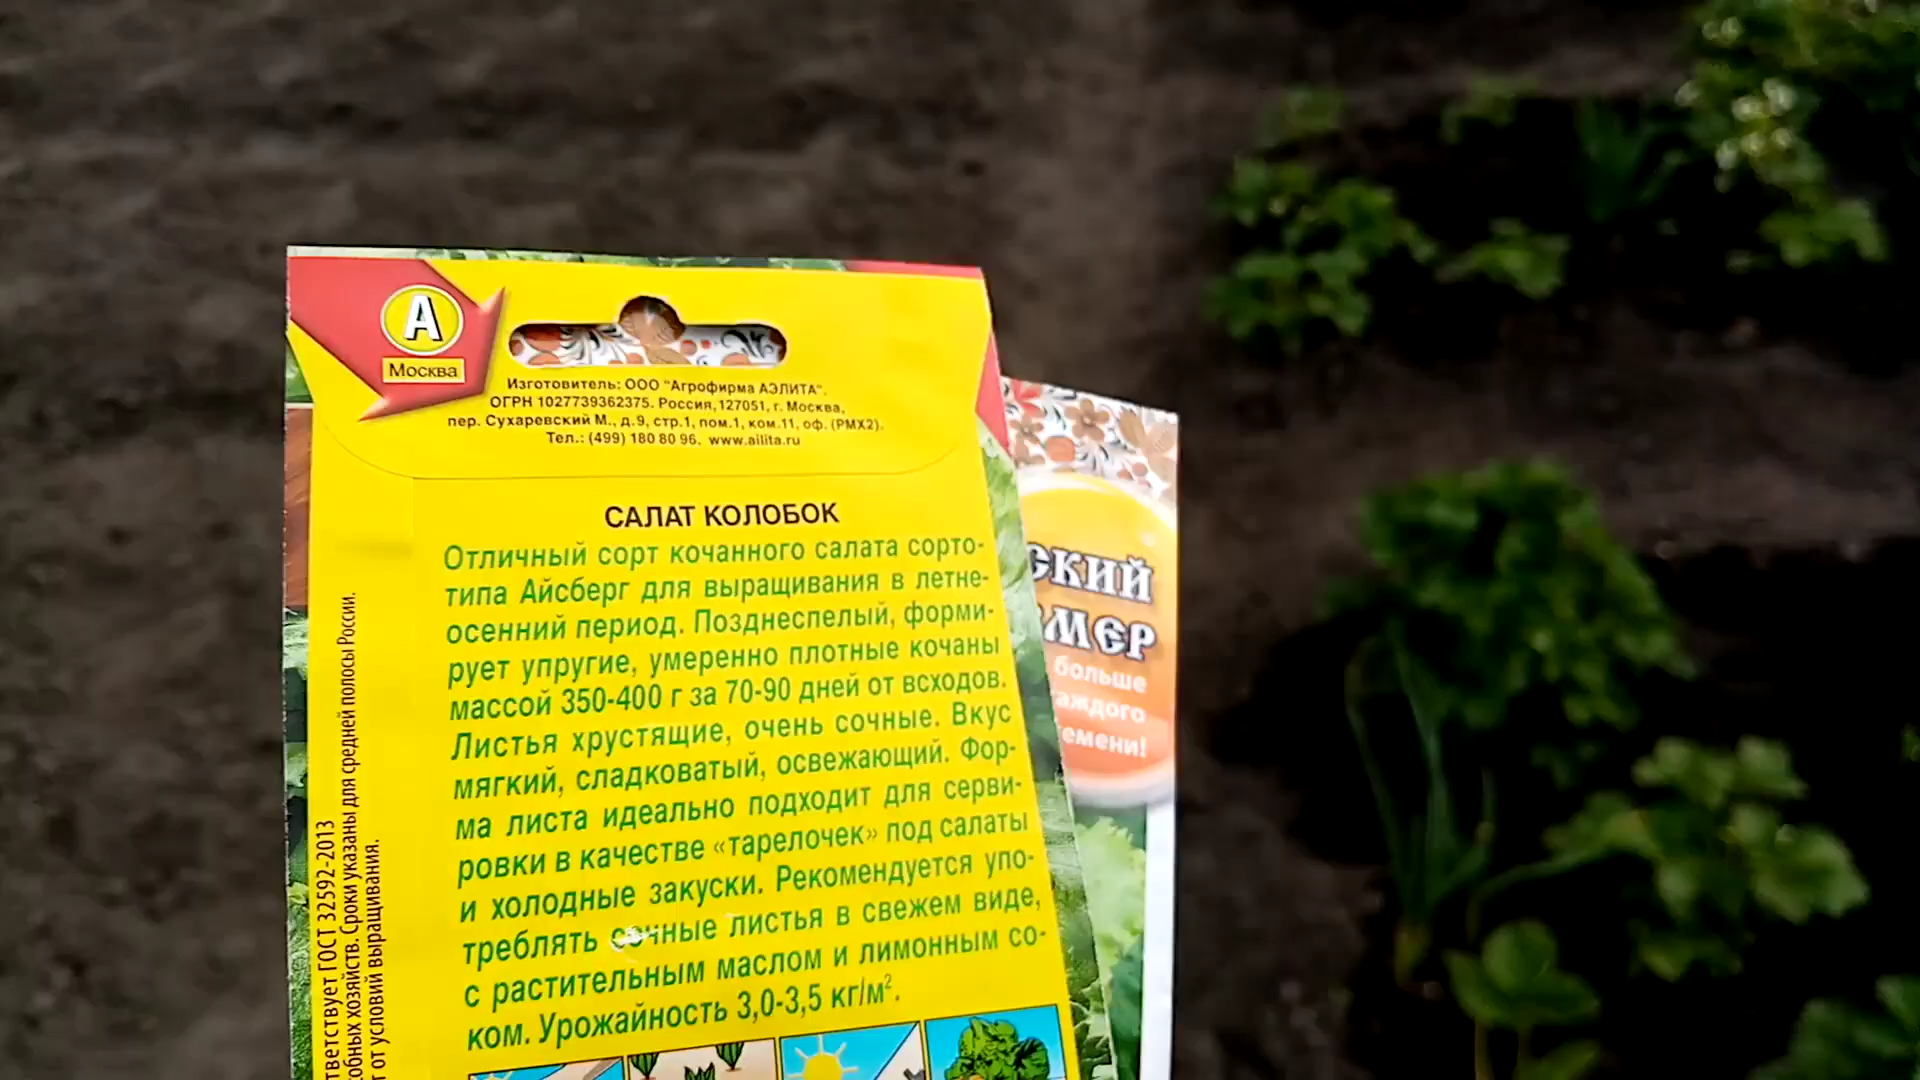 А
Москва
Изготовитель: ООО "Агрофирма АЭЛИТА".
ОГРН 1027739362375. Россия, 127051, г. Москва,
пер. Сухаревский М., д.9, стр.1, пом.1, ком.11, оф. (РМХ2).
Тел.: (499) 180 80 96. www.ailita.ru
САЛАТ КОЛОБОК
Отличный сорт кочанного салата сорто-
типа Айсберг для выращивания в летне-
осенний период. Позднеспелый, форми-
рует упругие, умеренно плотные кочаны
массой 350-400 г за 70-90 дней от всходов.
Листья хрустящие, очень сочные. Вкус
мягкий, сладковатый, освежающий. Фор-
ма листа идеально подходит для серви-
ровки в качестве «тарелочек» под салаты
и холодные закуски. Рекомендуется упо-
треблять сочные листья в свежем виде,
с растительным маслом и лимонным со-
ком. Урожайность 3,0-3,5 кг/м².
ГОСТ 32592-2013
хозяйств. Сроки указаны для средней полосы России.
от условий выращивания.
ский
мер
больше